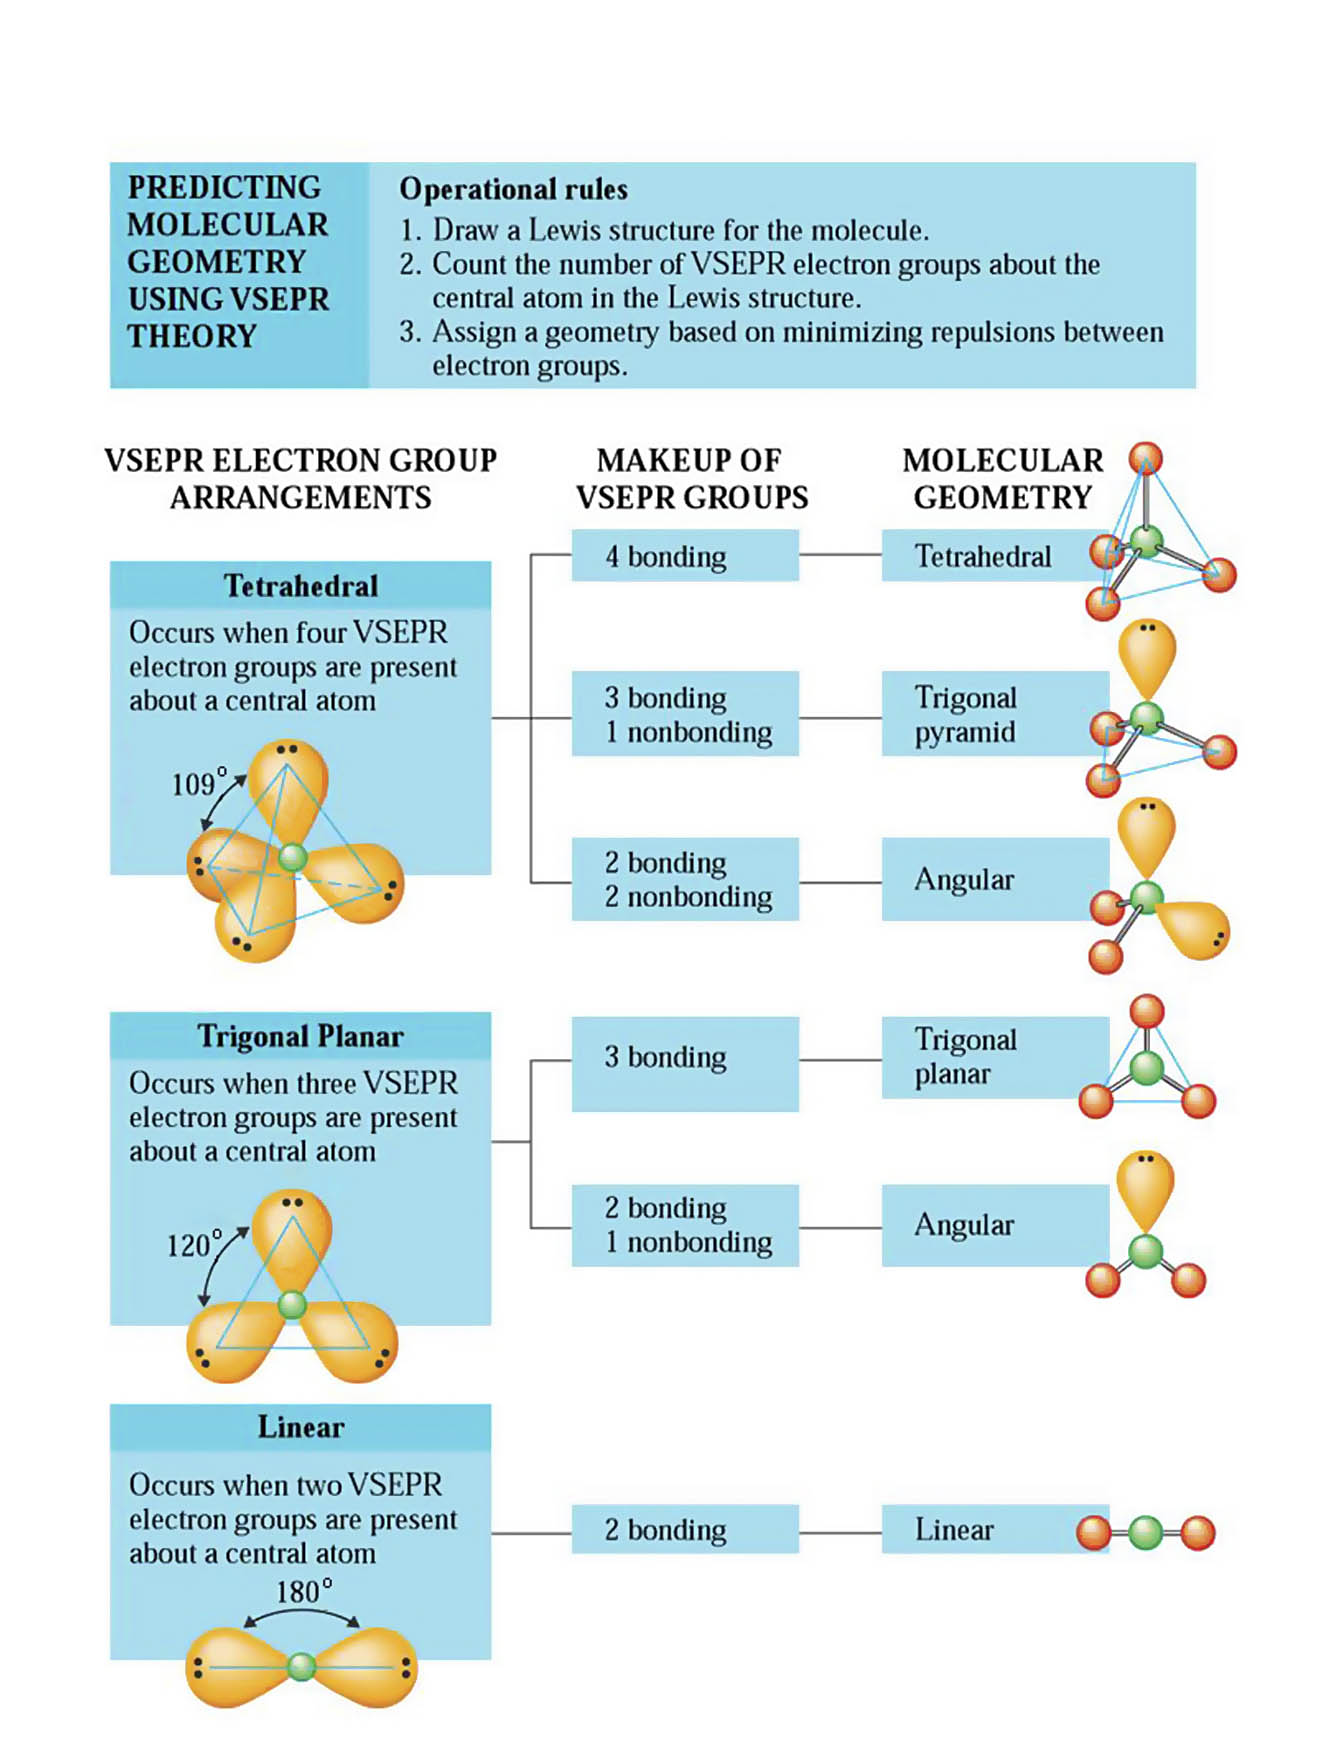 PREDICTING
MOLECULAR
GEOMETRY
USING VSEPR
THEORY
Operational rules
1. Draw a Lewis structure for the molecule.
2. Count the number of VSEPR electron groups about the
central atom in the Lewis structure.
3. Assign a geometry based on minimizing repulsions between
electron groups.
VSEPR ELECTRON GROUP
ARRANGEMENTS
MAKEUP OF
VSEPR GROUPS
MOLECULAR
GEOMETRY
Tetrahedral
Occurs when four VSEPR
electron groups are present
about a central atom
109°
4 bonding
Tetrahedral
3 bonding
1 nonbonding
Trigonal
pyramid
2 bonding
2 nonbonding
Angular
Trigonal Planar
Occurs when three VSEPR
electron groups are present
about a central atom
120°
3 bonding
Trigonal
planar
2 bonding
1 nonbonding
Angular
Linear
Occurs when two VSEPR
electron groups are present
about a central atom
180°
2 bonding
Linear